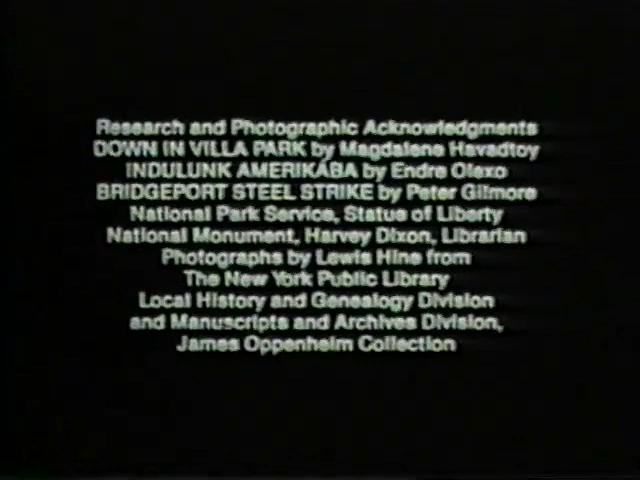 Research and Photographic Acknowledgments
DOWN IN VILLA PARK by Magdalene Havadtoy
INDULUNK AMERIKÁBA by Endre Olexo
BRIDGEPORT STEEL STRIKE by Peter Gilmore
National Park Service, Statue of Liberty
National Monument, Harvey Dixon, Librarian
Photographs by Lewis Hine from
The New York Public Library
Local History and Genealogy Division
and Manuscripts and Archives Division,
James Oppenheim Collection